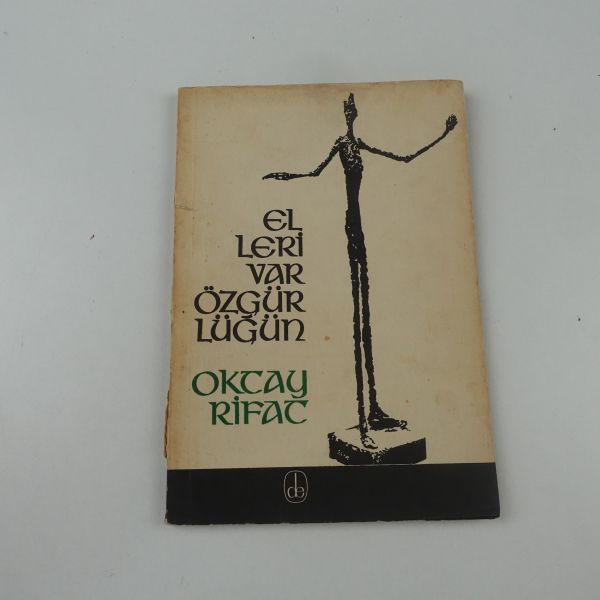 EL
LERİ
VAR
ÖZGÜR
LÜĞÜN
OKTAY
RİFAT
de